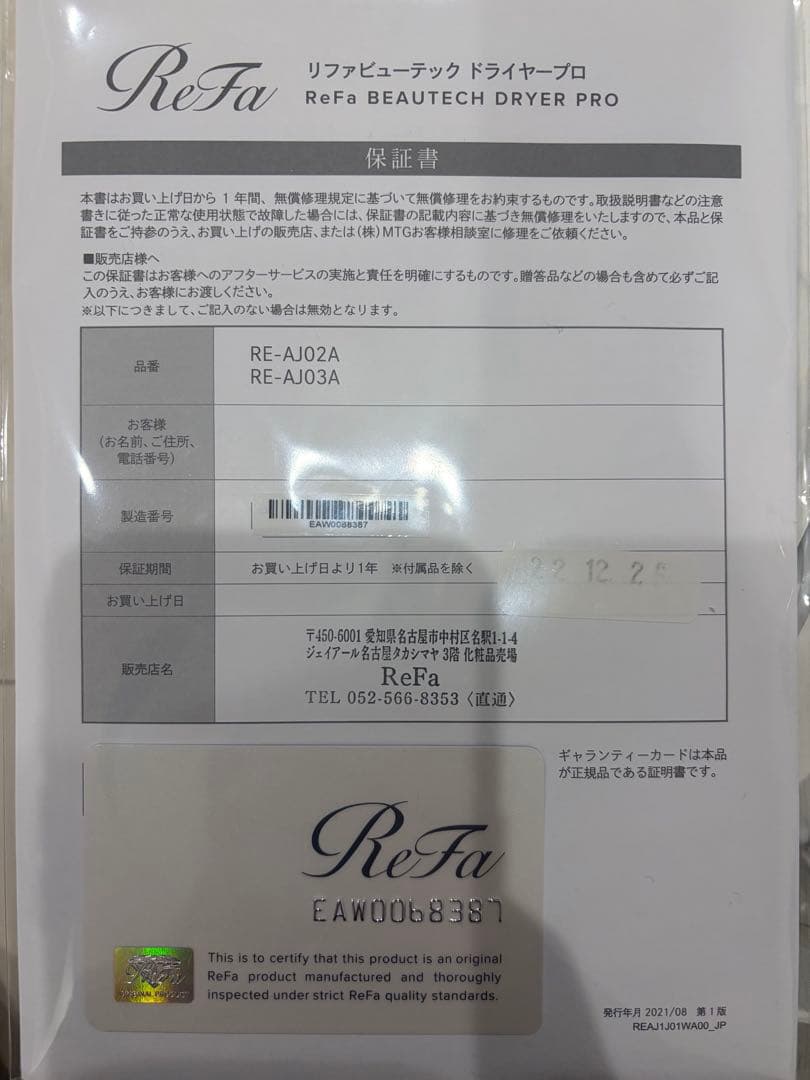 ReFa
リファビューテック ドライヤープロ
ReFa BEAUTECH DRYER PRO
保証書
本書はお買い上げ日から 1 年間、無償修理規定に基づいて無償修理をお約束するものです。取扱説明書などの注意
書きに従った正常な使用状態で故障した場合には、保証書の記載内容に基づき無償修理をいたしますので、本品と保
証書をご持参のうえ、お買い上げの販売店、または(株)MTGお客様相談室に修理をご依頼ください。
■販売店様へ
この保証書はお客様へのアフターサービスの実施と責任を明確にするものです。贈答品などの場合も含めて必ずご記
入のうえ、お客様にお渡しください。
※以下につきまして、ご記入のない場合は無効となります。
品番
RE-AJ02A
RE-AJ03A
お客様
(お名前、ご住所、
電話番号)
製造番号
EAW0068387
保証期間
お買い上げ日より1年 ※付属品を除く
22.12.25
お買い上げ日
販売店名
〒450-6001 愛知県名古屋市中村区名駅1-1-4
ジェイアール名古屋タカシマヤ 3階 化粧品売場
ReFa
TEL 052-566-8353〈直通〉
ギャランティーカードは本品
が正規品である証明書です。
ReFa
EAW0068387
This is to certify that this product is an original
ReFa product manufactured and thoroughly
inspected under strict ReFa quality standards.
ORIGINAL PRODUCT
発行年月 2021/08 第1版
REAJ1J01WA00_JP